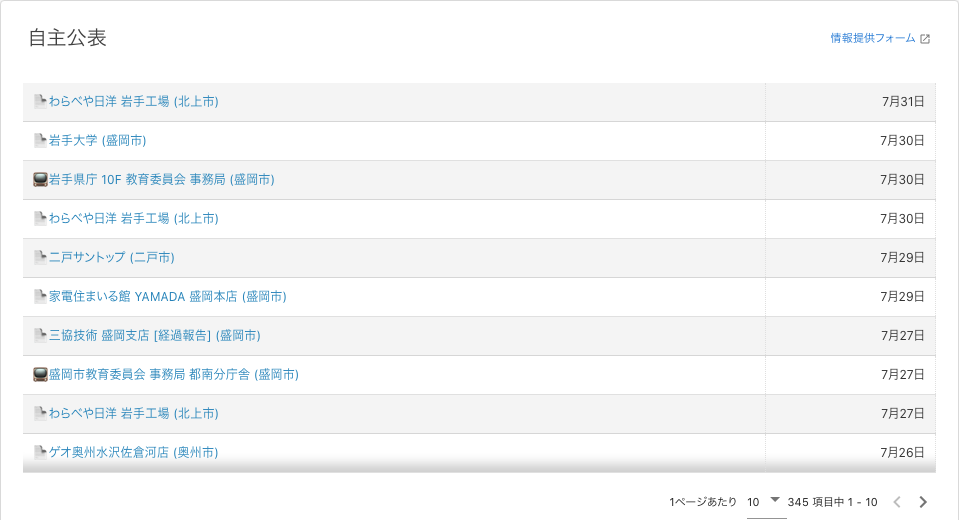 自主公表
情報提供フォーム
わらべや日洋 岩手工場 (北上市) 7月31日
岩手大学 (盛岡市) 7月30日
岩手県庁 10F 教育委員会 事務局 (盛岡市) 7月30日
わらべや日洋 岩手工場 (北上市) 7月30日
二戸サントップ (二戸市) 7月29日
家電住まいる館 YAMADA 盛岡本店 (盛岡市) 7月29日
三協技術 盛岡支店 [経過報告] (盛岡市) 7月27日
盛岡市教育委員会 事務局 都南分庁舎 (盛岡市) 7月27日
わらべや日洋 岩手工場 (北上市) 7月27日
ゲオ奥州水沢佐倉河店 (奥州市) 7月26日
1ページあたり 10 345 項目中 1 - 10